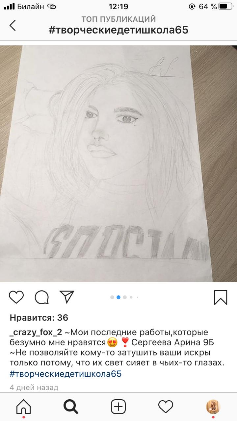 Билайн
12:19
64 %
ТОП ПУБЛИКАЦИЙ
#творческиедетишкола65
Нравится: 36
_crazy_fox_2 ~Мои последние работы,которые
безумно мне нравятся😍❣️Сергеева Арина 9Б
~Не позволяйте кому-то затушить ваши искры
только потому, что их свет сияет в чьих-то глазах.
#творческиедетишкола65
4 дней назад